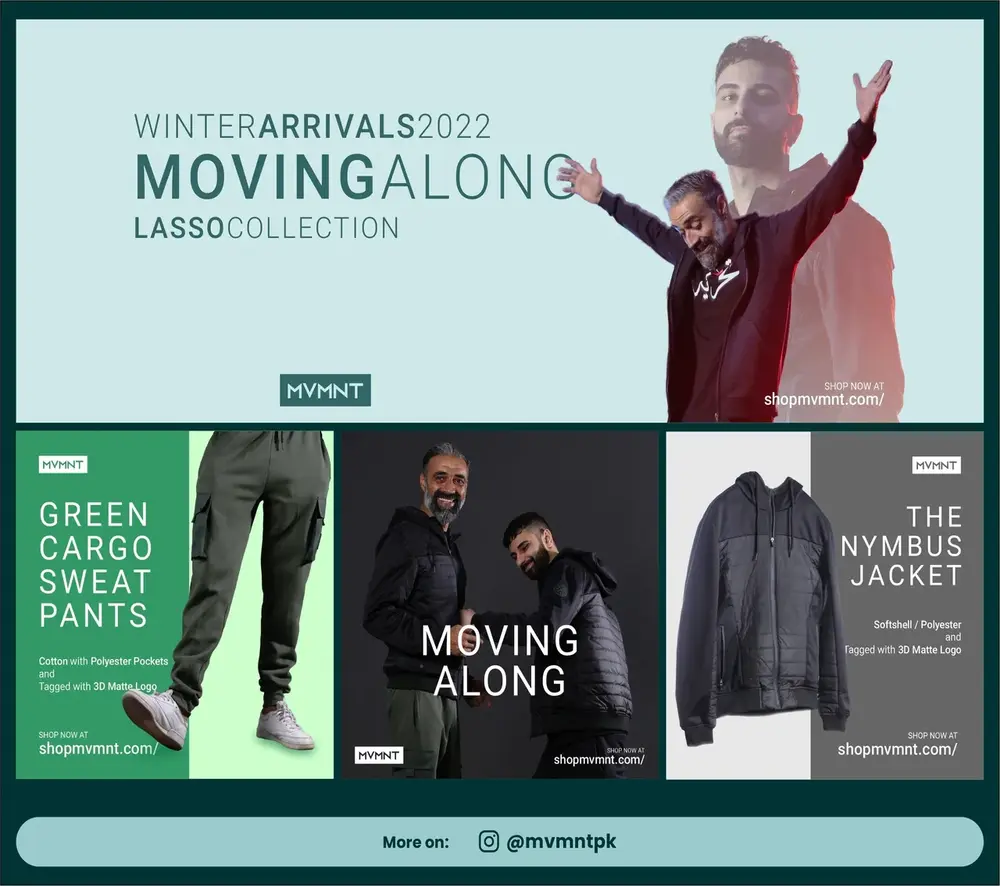 WINTERARRIVALS2022
MOVINGALONG
LASSOCOLLECTION
MVMNT
SHOP NOW AT
shopmvmnt.com/
MVMNT
GREEN
CARGO
SWEAT
PANTS
Cotton with Polyester Pockets
and
Tagged with 3D Matte Logo
SHOP NOW AT
shopmvmnt.com/
MOVING
ALONG
MVMNT
SHOP NOW AT
shopmvmnt.com/
MVMNT
THE
NYMBUS
JACKET
Softshell / Polyester
and
Tagged with 3D Matte Logo
SHOP NOW AT
shopmvmnt.com/
More on: @mvmntpk